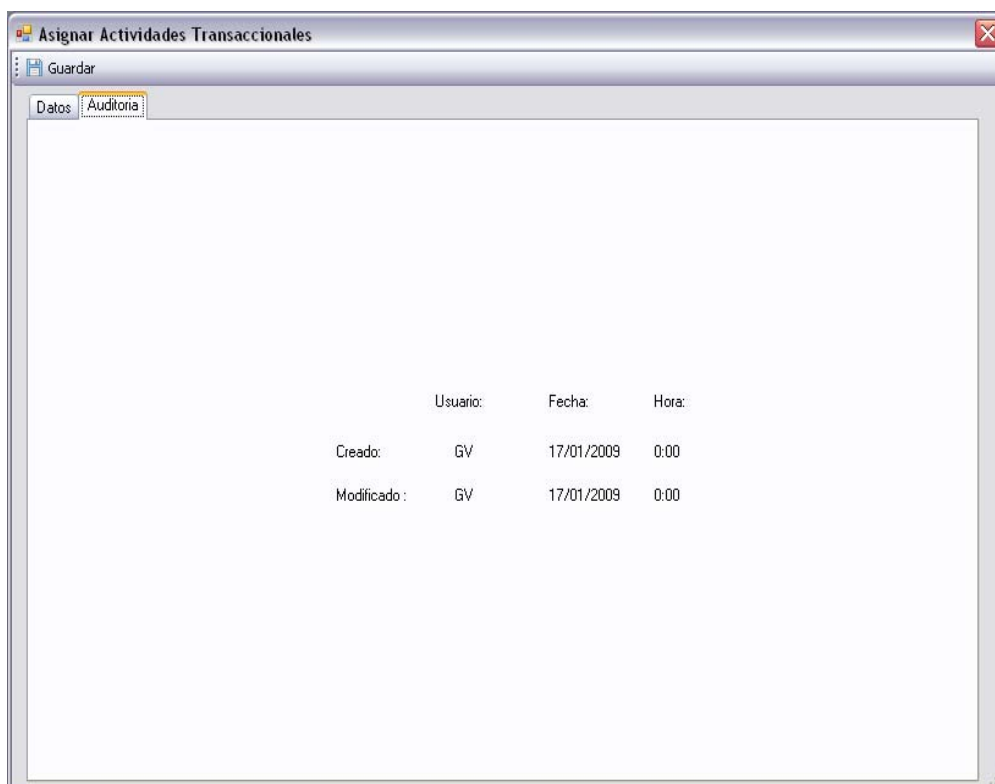 Asignar Actividades Transaccionales
Guardar
Datos Auditoria
Usuario: Fecha: Hora:
Creado: GV 17/01/2009 0:00
Modificado : GV 17/01/2009 0:00